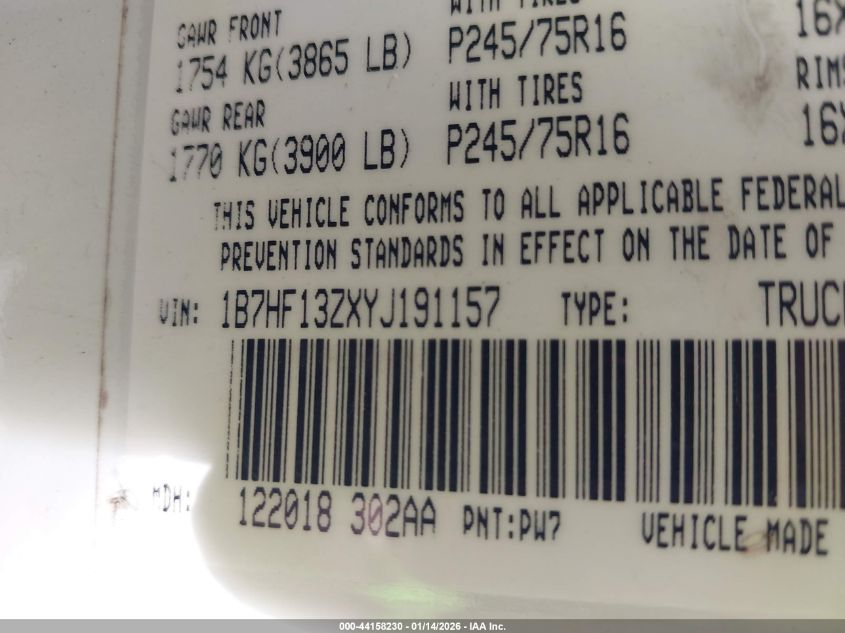 GAWR FRONT WITH TIRES
1754 KG(3865 LB) P245/75R16 16X
GAWR REAR WITH TIRES RIMS
1770 KG(3900 LB) P245/75R16 16X
THIS VEHICLE CONFORMS TO ALL APPLICABLE FEDERAL
PREVENTION STANDARDS IN EFFECT ON THE DATE OF
VIN: 1B7HF13ZXYJ191157 TYPE: TRUC
MDH: 122018 302AA PNT:PW7 VEHICLE MADE
000-44158230 - 01/14/2026 - IAA Inc.